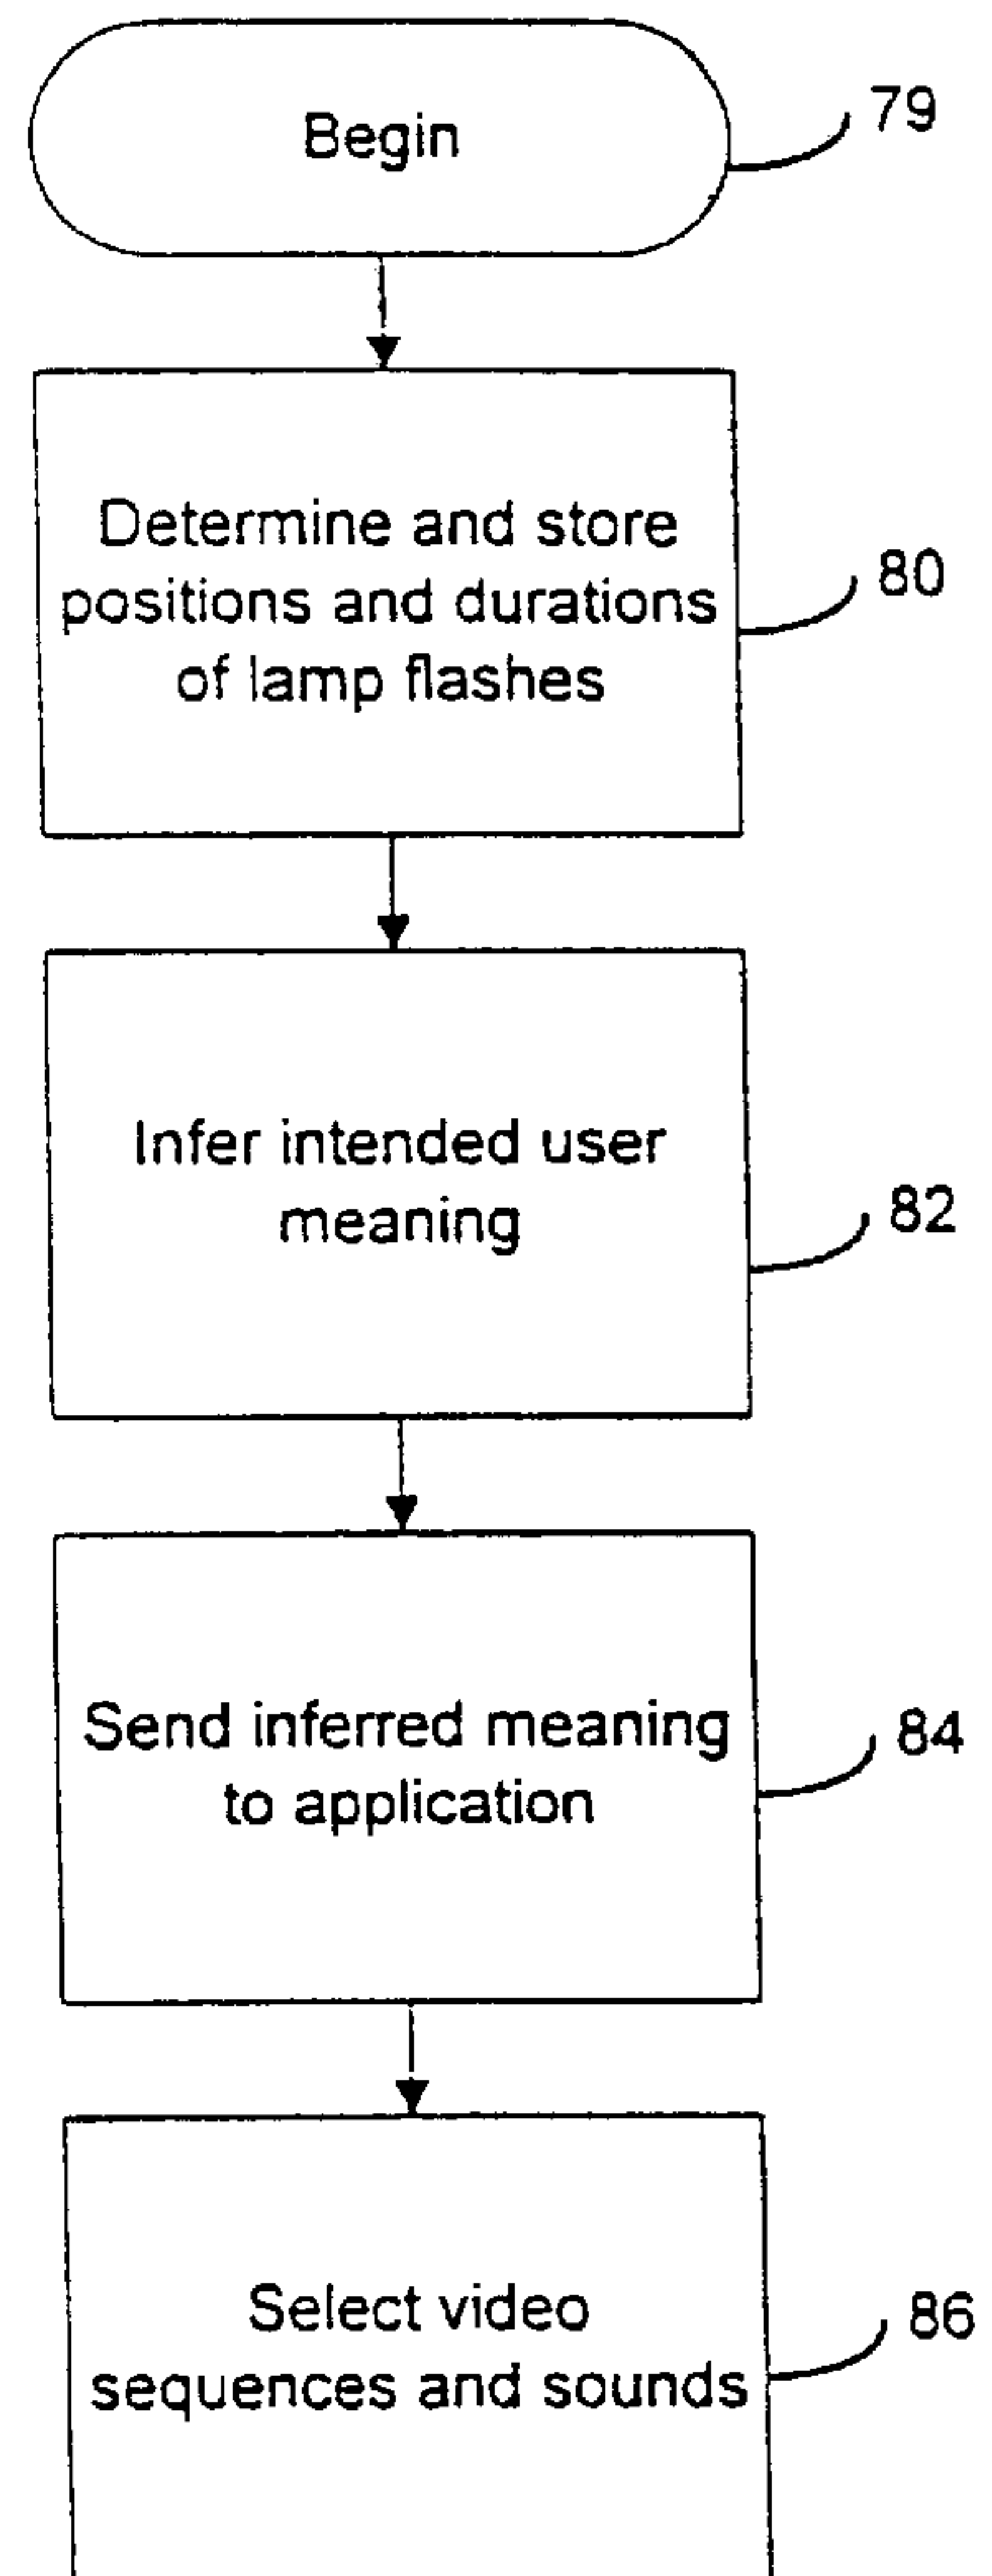 Begin
79
Determine and store
positions and durations
of lamp flashes
80
Infer intended user
meaning
82
Send inferred meaning
to application
84
Select video
sequences and sounds
86